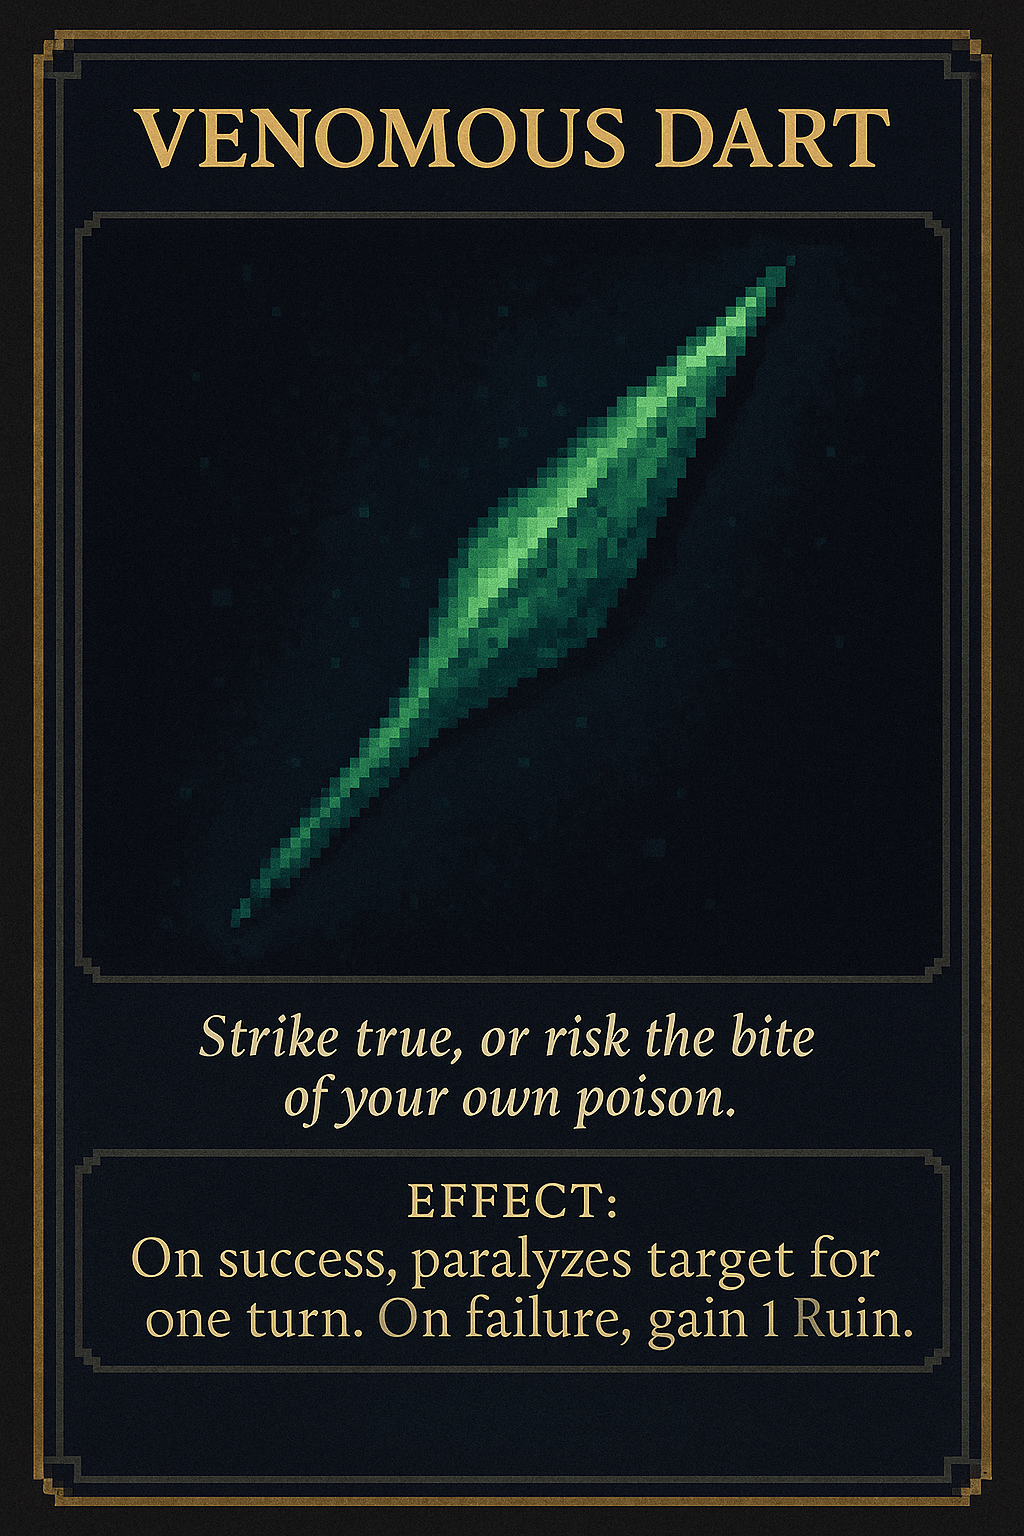 VENOMOUS DART
Strike true, or risk the bite
of your own poison.
EFFECT:
On success, paralyzes target for
one turn. On failure, gain 1 Ruin.